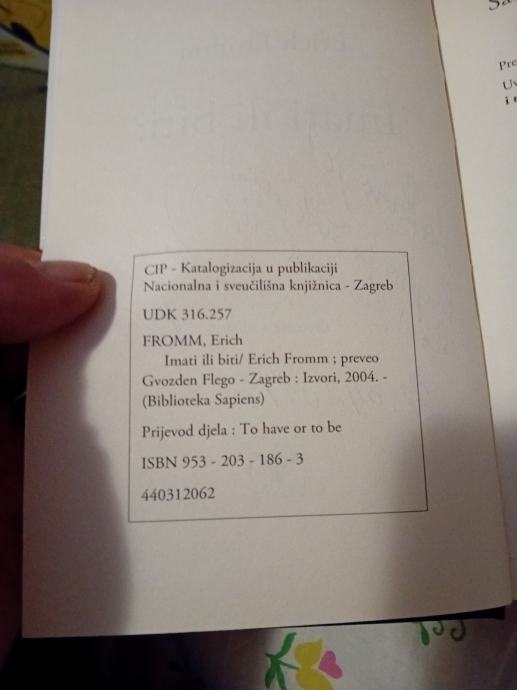 CIP - Katalogizacija u publikaciji
Nacionalna i sveučilišna knjižnica - Zagreb
UDK 316.257
FROMM, Erich
Imati ili biti/ Erich Fromm ; preveo
Gvozden Flego - Zagreb : Izvori, 2004. -
(Biblioteka Sapiens)
Prijevod djela : To have or to be
ISBN 953 - 203 - 186 - 3
440312062